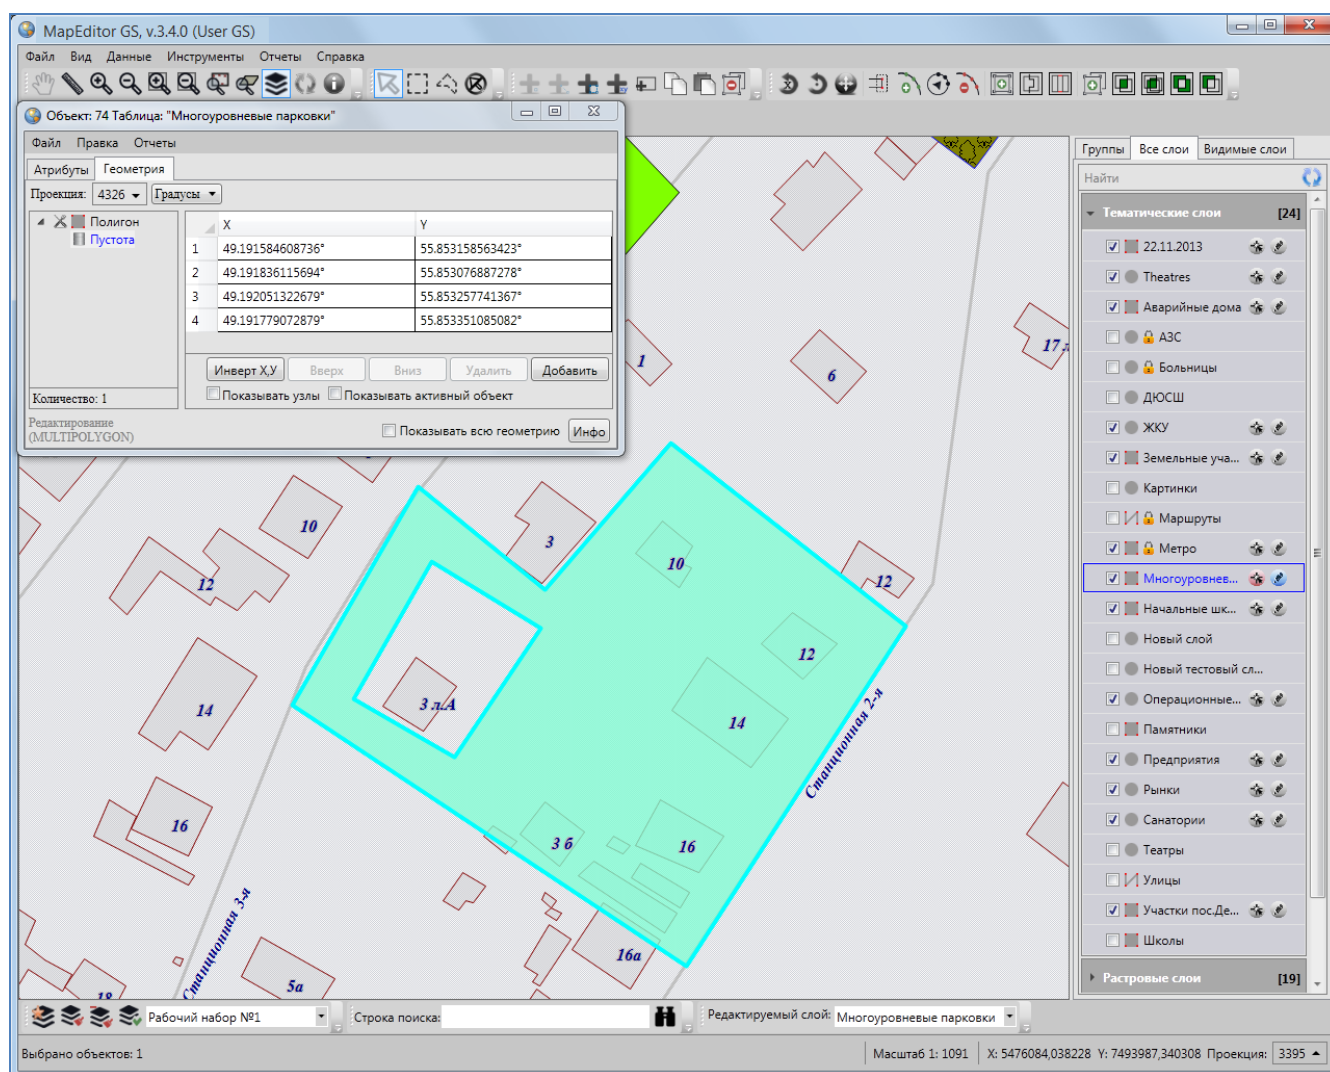 MapEditor GS, v.3.4.0 (User GS)
Файл Вид Данные Инструменты Отчеты Справка
Объект: 74 Таблица: "Многоуровневые парковки"
Файл Правка Отчеты
Атрибуты Геометрия
Проекция: 4326 Градусы
Полигон
Пустота
X Y
1 49.191584608736° 55.853158563423°
2 49.191836115694° 55.853076887278°
3 49.192051322679° 55.853257741367°
4 49.191779072879° 55.853351085082°
Инверт X,У Вверх Вниз Удалить Добавить
Показывать узлы Показывать активный объект
Количество: 1
Редактирование
(MULTIPOLYGON)
Показывать всю геометрию Инфо
Группы Все слои Видимые слои
Найти
Тематические слои [24]
22.11.2013
Theatres
Аварийные дома
АЗС
Больницы
ДЮСШ
ЖКУ
Земельные уча...
Картинки
Маршруты
Метро
Многоуровнев...
Начальные шк...
Новый слой
Новый тестовый сл...
Операционные...
Памятники
Предприятия
Рынки
Санатории
Театры
Улицы
Участки пос.Де...
Школы
Растровые слои [19]
1
6
17 л
10
3
10
12
12
12
3 л.А
14
14
Станционная 2-я
16
3 б
16
Станционная 3-я
16а
5а
18
Рабочий набор №1 Строка поиска: Редактируемый слой: Многоуровневые парковки
Выбрано объектов: 1 Масштаб 1: 1091 X: 5476084,038228 Y: 7493987,340308 Проекция: 3395